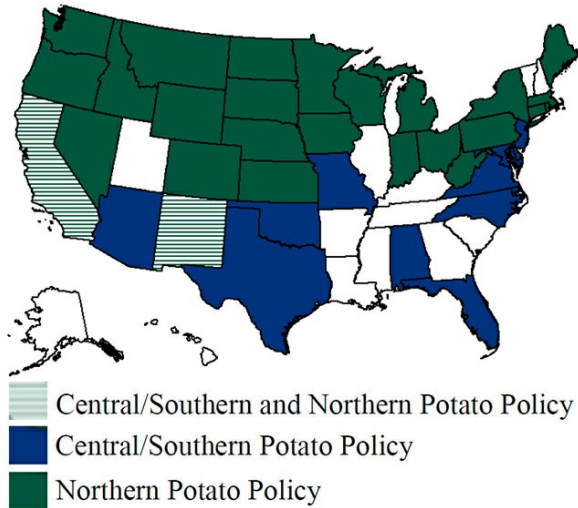 Central/Southern and Northern Potato Policy
Central/Southern Potato Policy
Northern Potato Policy